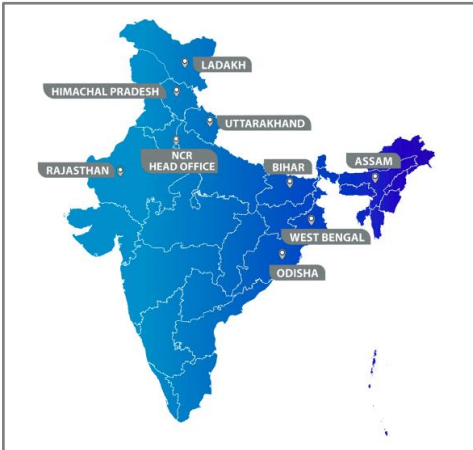 LADAKH
HIMACHAL PRADESH
UTTARAKHAND
NCR
HEAD OFFICE
RAJASTHAN
BIHAR
ASSAM
WEST BENGAL
ODISHA